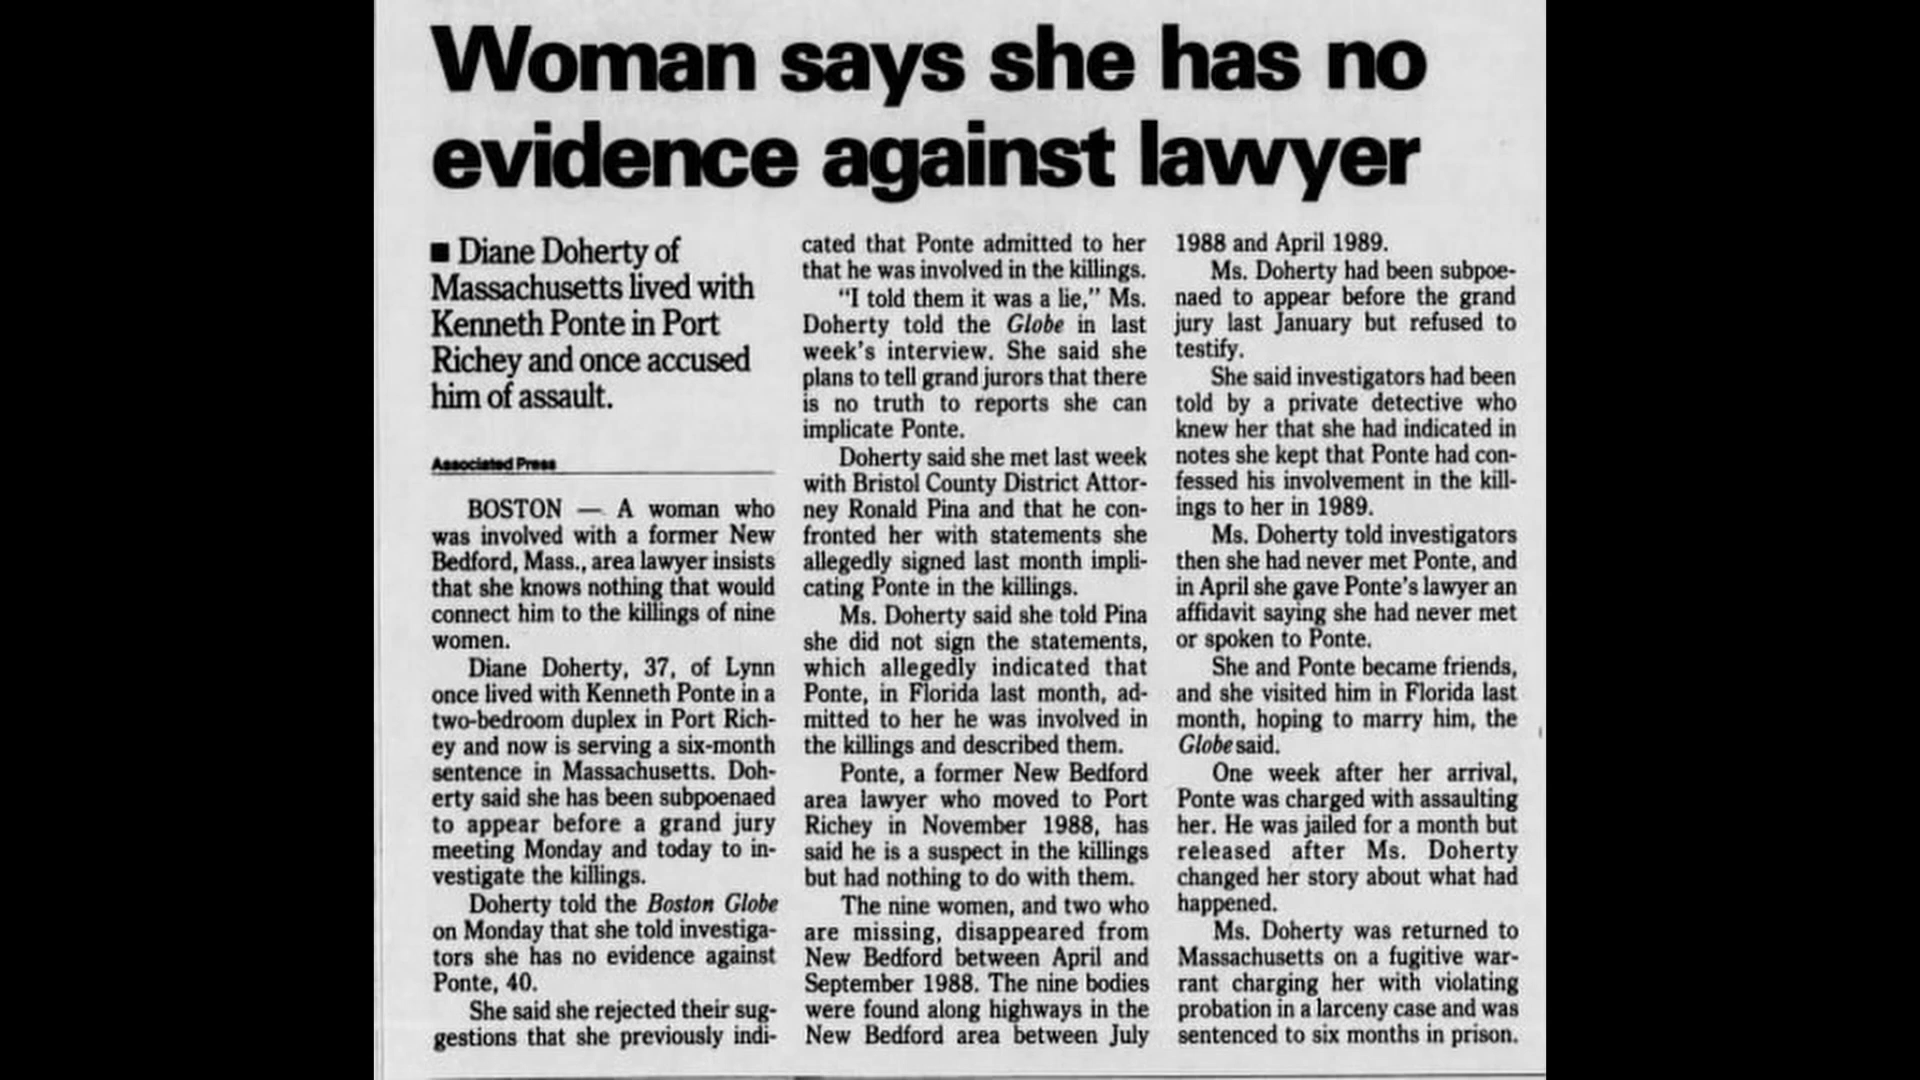 Woman says she has no
evidence against lawyer
■ Diane Doherty of
Massachusetts lived with
Kenneth Ponte in Port
Richey and once accused
him of assault.
Associated Press
BOSTON — A woman who
was involved with a former New
Bedford, Mass., area lawyer insists
that she knows nothing that would
connect him to the killings of nine
women.
Diane Doherty, 37, of Lynn
once lived with Kenneth Ponte in a
two-bedroom duplex in Port Rich-
ey and now is serving a six-month
sentence in Massachusetts. Doh-
erty said she has been subpoenaed
to appear before a grand jury
meeting Monday and today to in-
vestigate the killings.
Doherty told the Boston Globe
on Monday that she told investiga-
tors she has no evidence against
Ponte, 40.
She said she rejected their sug-
gestions that she previously indi-
cated that Ponte admitted to her
that he was involved in the killings.
“I told them it was a lie,” Ms.
Doherty told the Globe in last
week’s interview. She said she
plans to tell grand jurors that there
is no truth to reports she can
implicate Ponte.
Doherty said she met last week
with Bristol County District Attor-
ney Ronald Pina and that he con-
fronted her with statements she
allegedly signed last month impli-
cating Ponte in the killings.
Ms. Doherty said she told Pina
she did not sign the statements,
which allegedly indicated that
Ponte, in Florida last month, ad-
mitted to her he was involved in
the killings and described them.
Ponte, a former New Bedford
area lawyer who moved to Port
Richey in November 1988, has
said he is a suspect in the killings
but had nothing to do with them.
The nine women, and two who
are missing, disappeared from
New Bedford between April and
September 1988. The nine bodies
were found along highways in the
New Bedford area between July
1988 and April 1989.
Ms. Doherty had been subpoe-
naed to appear before the grand
jury last January but refused to
testify.
She said investigators had been
told by a private detective who
knew her that she had indicated in
notes she kept that Ponte had con-
fessed his involvement in the kill-
ings to her in 1989.
Ms. Doherty told investigators
then she had never met Ponte, and
in April she gave Ponte’s lawyer an
affidavit saying she had never met
or spoken to Ponte.
She and Ponte became friends,
and she visited him in Florida last
month, hoping to marry him, the
Globe said.
One week after her arrival,
Ponte was charged with assaulting
her. He was jailed for a month but
released after Ms. Doherty
changed her story about what had
happened.
Ms. Doherty was returned to
Massachusetts on a fugitive war-
rant charging her with violating
probation in a larceny case and was
sentenced to six months in prison.